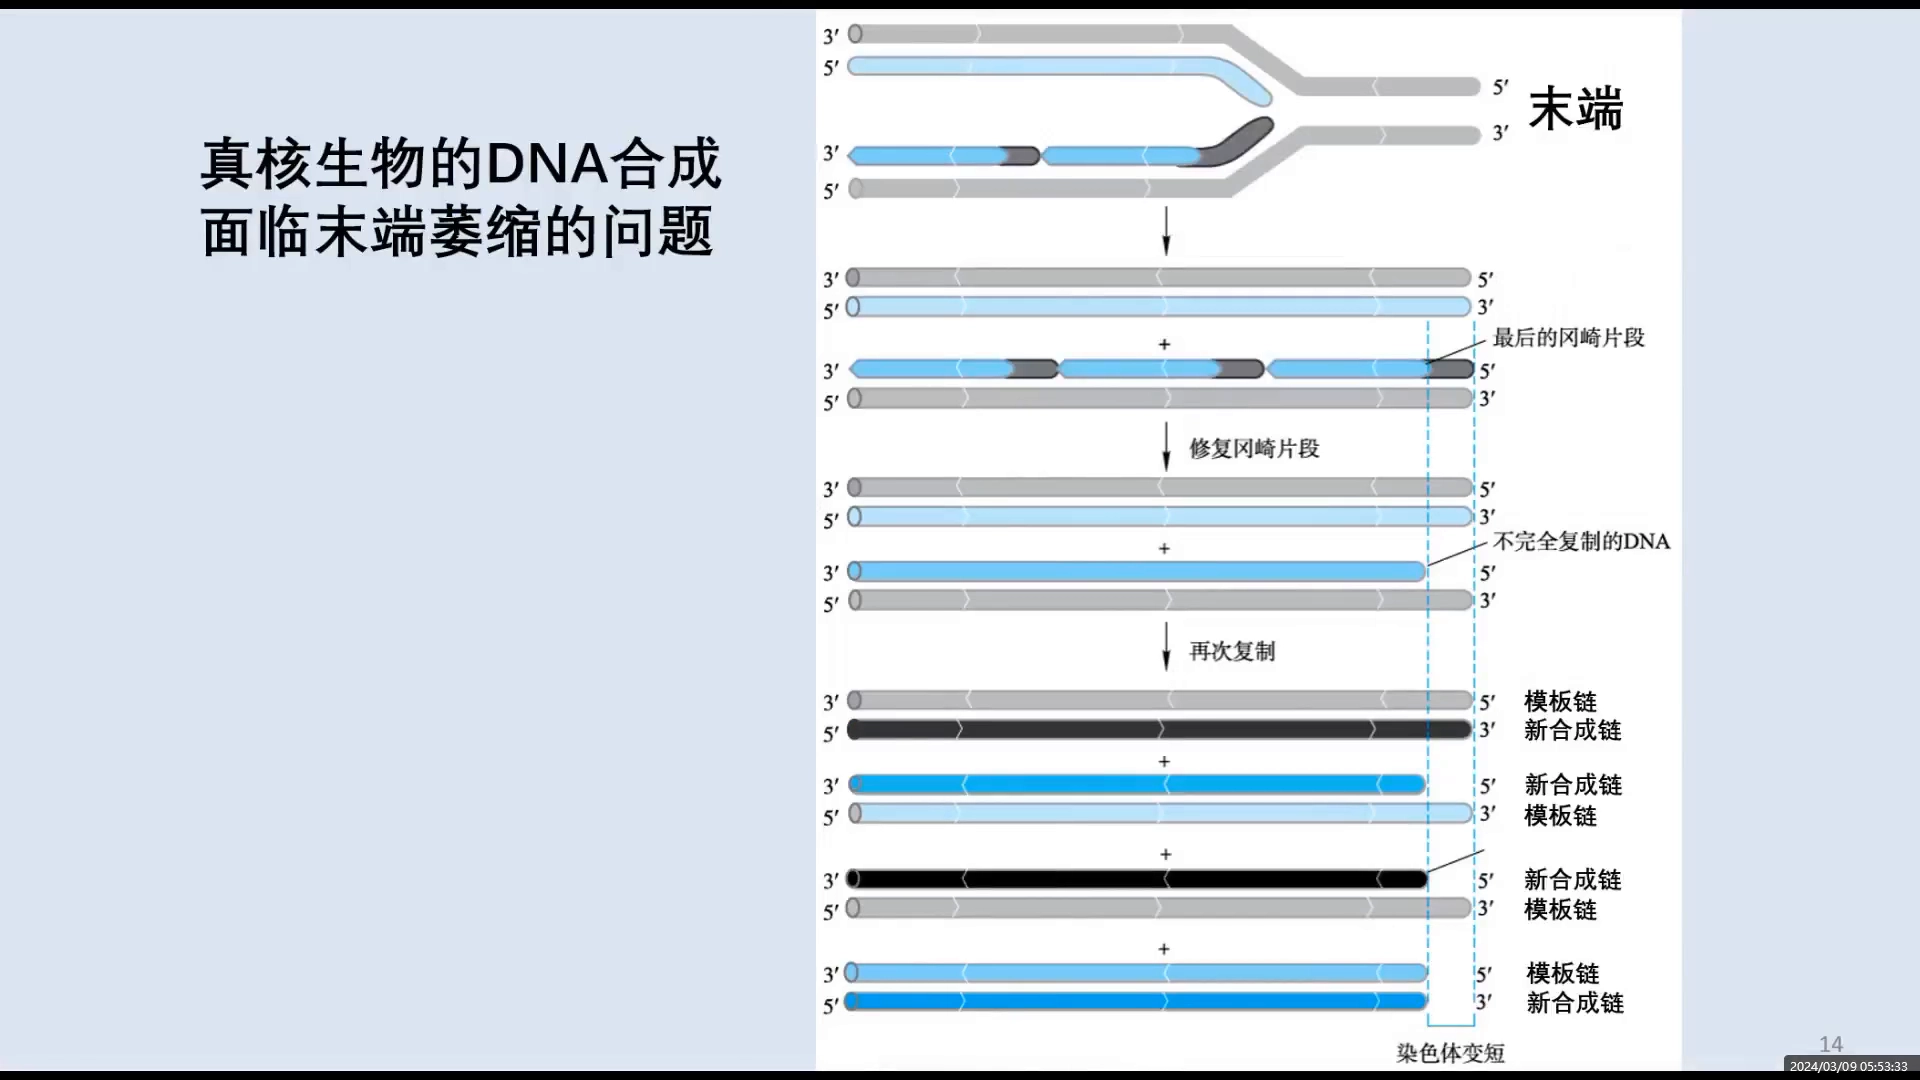 真核生物的DNA合成
面临末端萎缩的问题
3′
5′
5′
末端
3′
3′
5′
3′ 5′
5′ 3′
+
最后的冈崎片段
3′ 5′
5′ 3′
修复冈崎片段
3′ 5′
5′ 3′
+
不完全复制的DNA
3′ 5′
5′ 3′
再次复制
3′ 5′ 模板链
5′ 3′ 新合成链
+
3′ 5′ 新合成链
5′ 3′ 模板链
+
3′ 5′ 新合成链
5′ 3′ 模板链
+
3′ 5′ 模板链
5′ 3′ 新合成链
染色体变短
14
2024/03/09 05:53:33